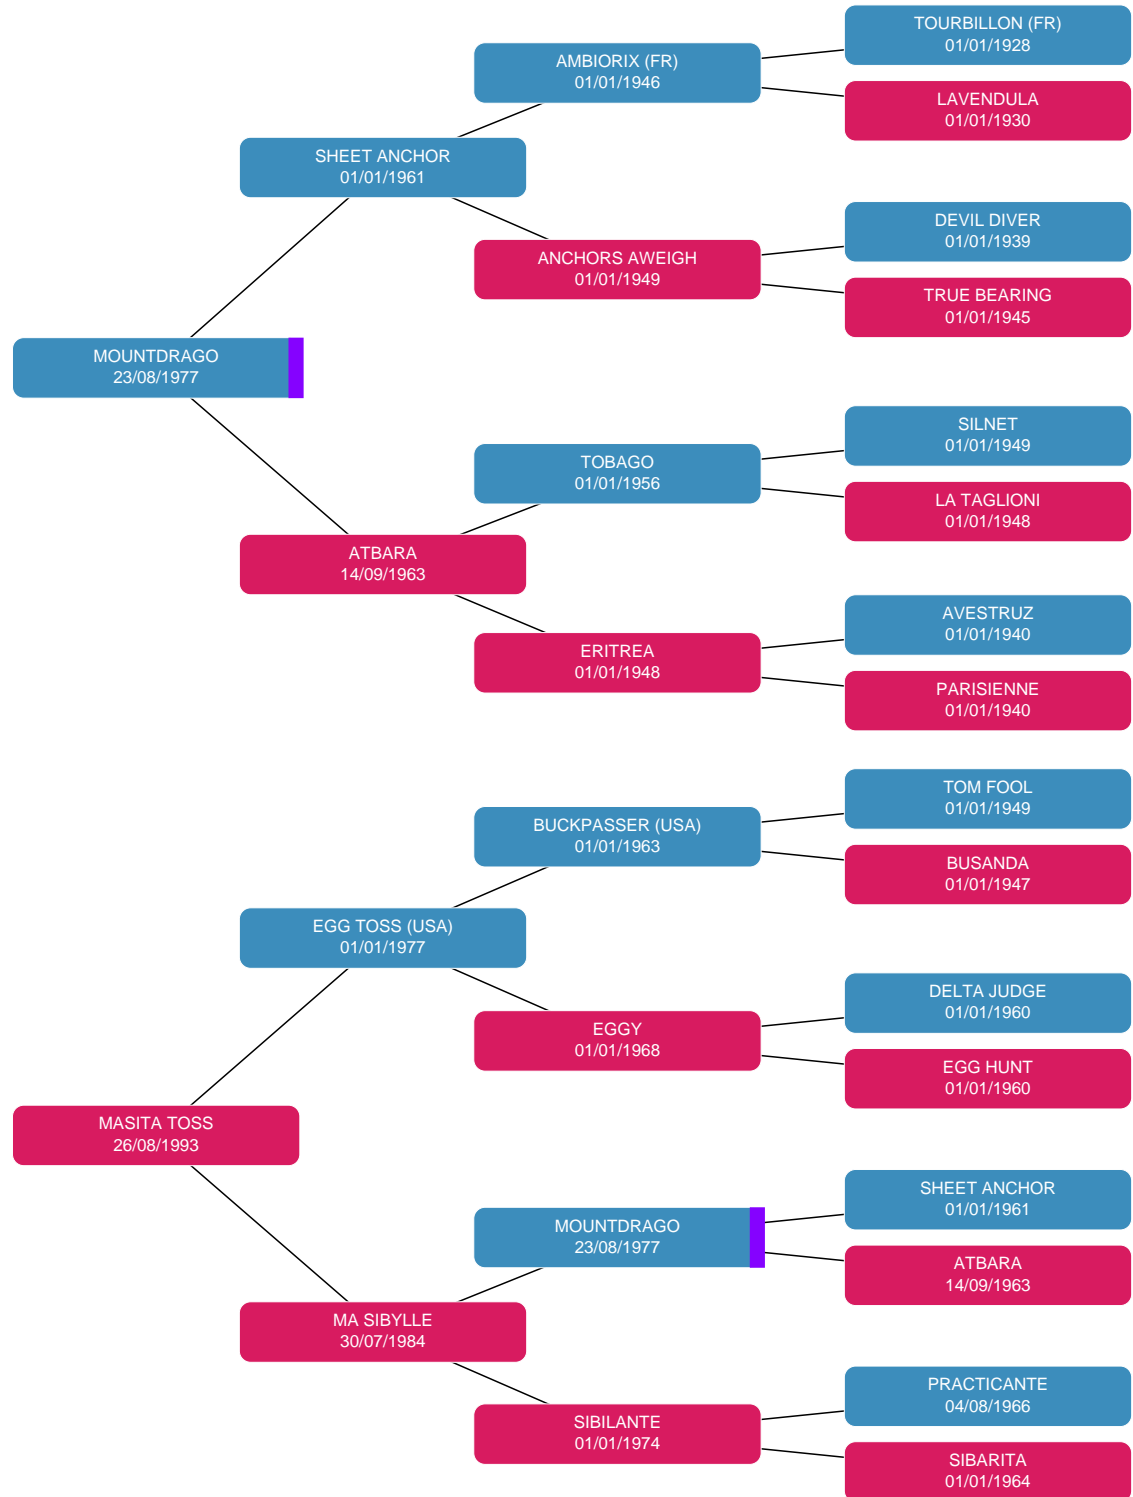 TOURBILLON (FR)
01/01/1928
AMBIORIX (FR)
01/01/1946
LAVENDULA
01/01/1930
SHEET ANCHOR
01/01/1961
DEVIL DIVER
01/01/1939
ANCHORS AWEIGH
01/01/1949
TRUE BEARING
01/01/1945
MOUNTDRAGO
23/08/1977
SILNET
01/01/1949
TOBAGO
01/01/1956
LA TAGLIONI
01/01/1948
ATBARA
14/09/1963
AVESTRUZ
01/01/1940
ERITREA
01/01/1948
PARISIENNE
01/01/1940
TOM FOOL
01/01/1949
BUCKPASSER (USA)
01/01/1963
BUSANDA
01/01/1947
EGG TOSS (USA)
01/01/1977
DELTA JUDGE
01/01/1960
EGGY
01/01/1968
EGG HUNT
01/01/1960
MASITA TOSS
26/08/1993
SHEET ANCHOR
01/01/1961
MOUNTDRAGO
23/08/1977
ATBARA
14/09/1963
MA SIBYLLE
30/07/1984
PRACTICANTE
04/08/1966
SIBILANTE
01/01/1974
SIBARITA
01/01/1964